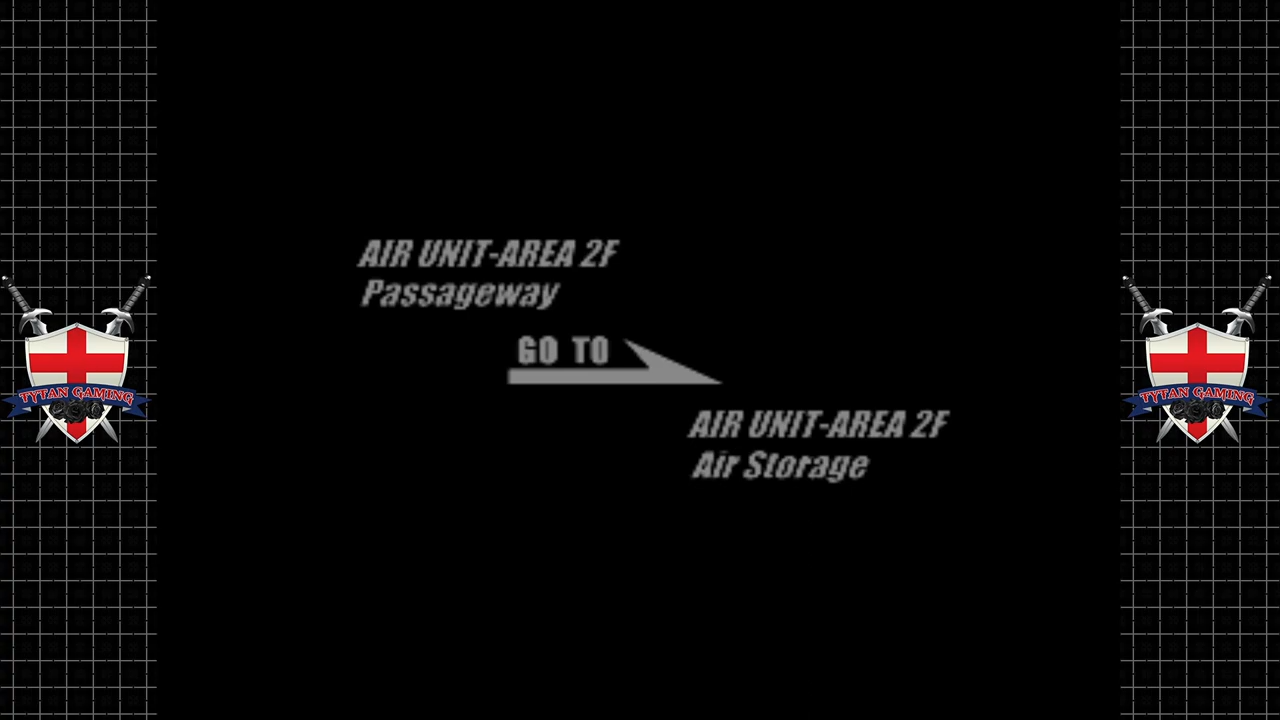 AIR UNIT-AREA 2F
Passageway
GO TO
AIR UNIT-AREA 2F
Air Storage
TYTAN GAMING
TYTAN GAMING